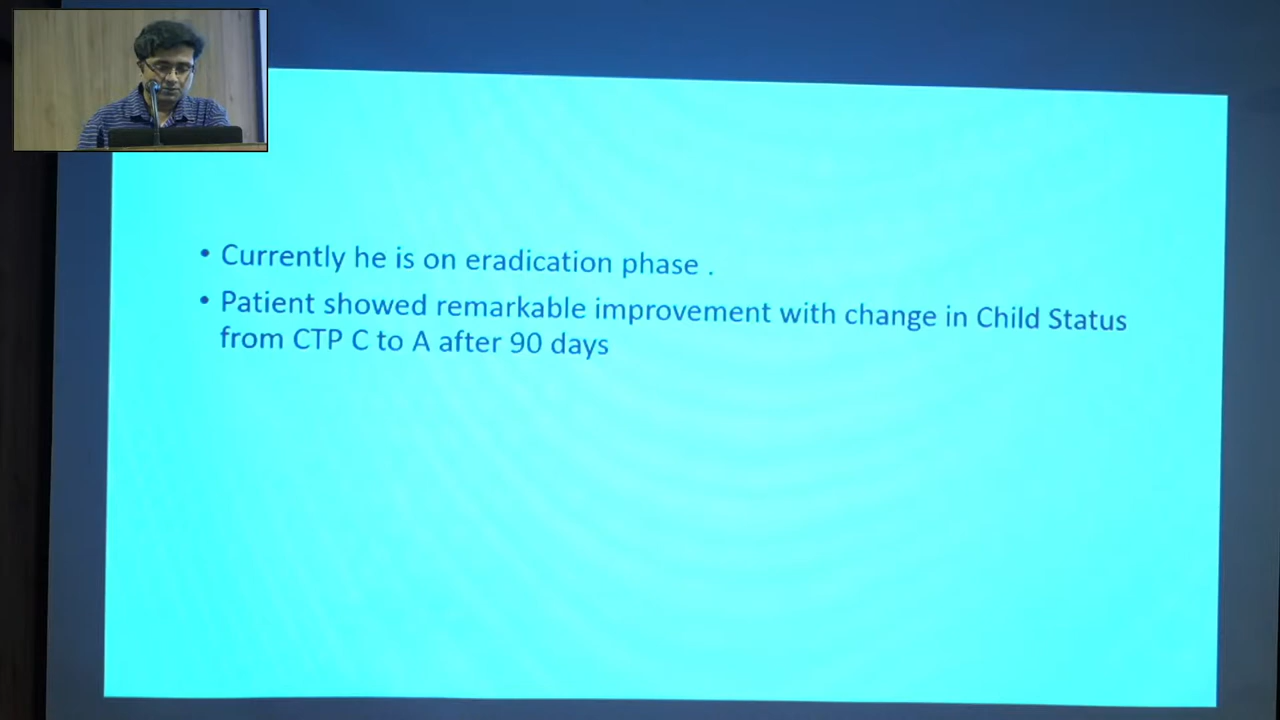 • Currently he is on eradication phase .
• Patient showed remarkable improvement with change in Child Status
from CTP C to A after 90 days